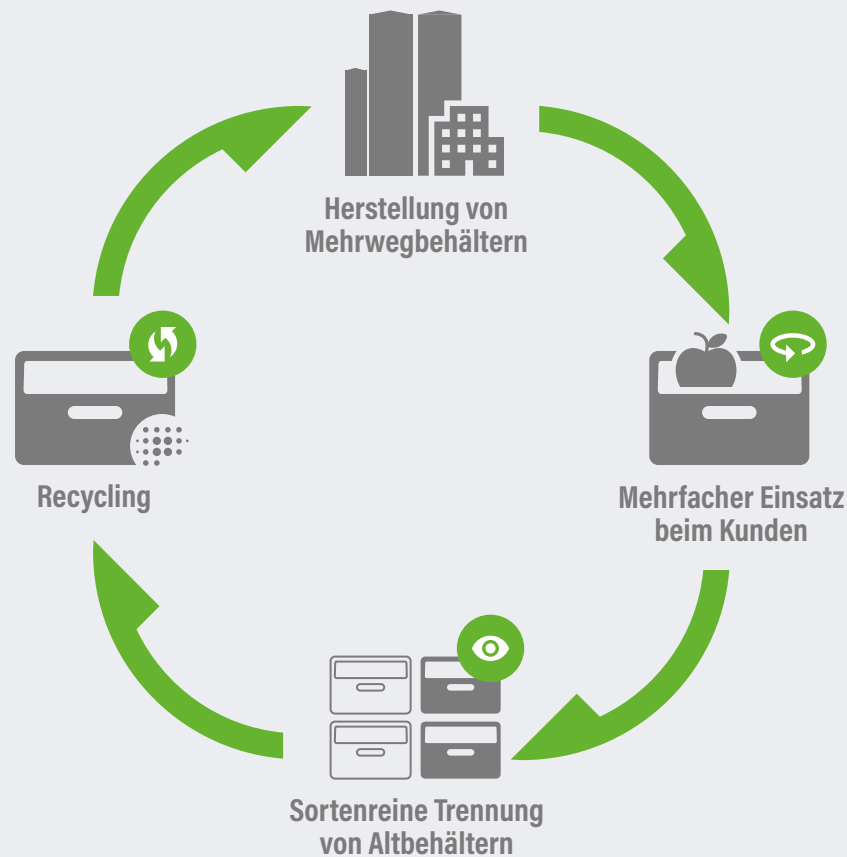 Herstellung von
Mehrwegbehältern
Mehrfacher Einsatz
beim Kunden
Sortenreine Trennung
von Altbehältern
Recycling